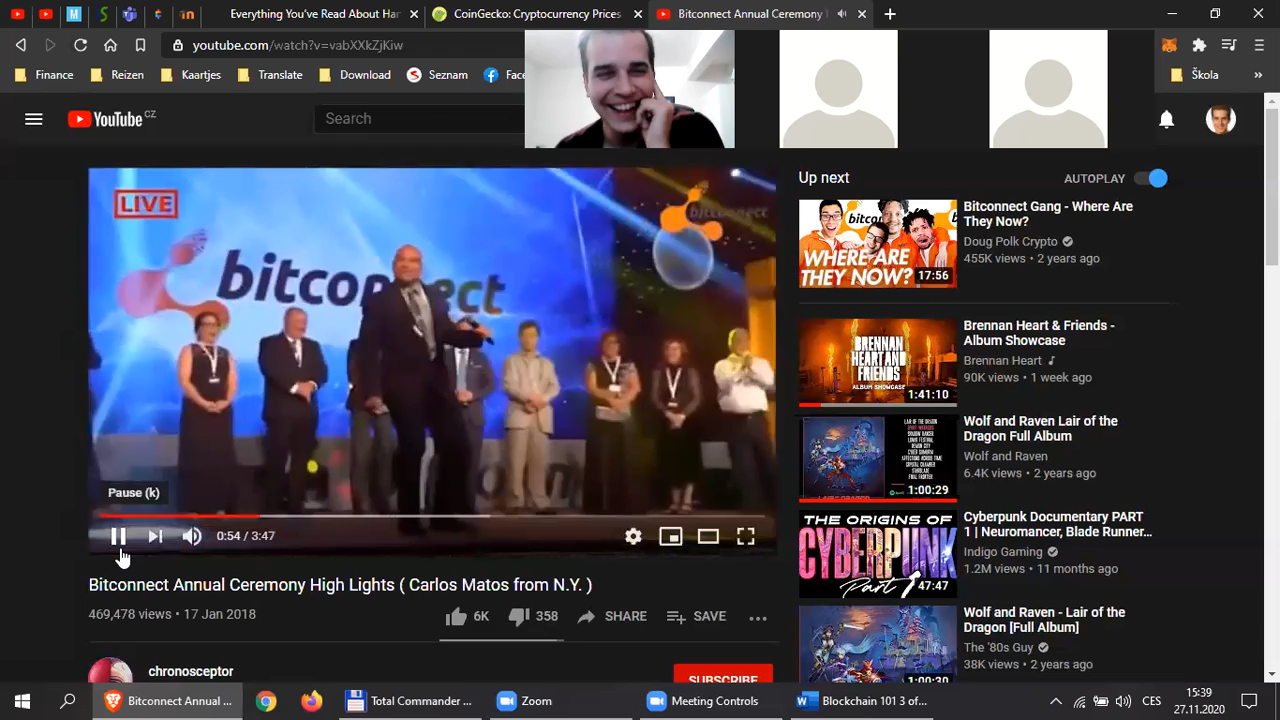 Everything You've Read About Har
CoinGecko:Cryptocurrency Prices
Bitconnect Annual Ceremony
youtube.com/watch?v=vabXXkZjKiw
Finance
Reizen
Kaartjes
Translate
Download
Seznam
Face
Škola
YouTube CZ
Search
LIVE
bitconnect
bitconnect
Pause (k)
0:54 / 3:47
Bitconnect Annual Ceremony High Lights ( Carlos Matos from N.Y. )
469,478 views • 17 Jan 2018
6K
358
SHARE
SAVE
chronosceptor
SUBSCRIBE
Up next
AUTOPLAY
WHERE ARE
THEY NOW?
17:56
Bitconnect Gang - Where Are
They Now?
Doug Polk Crypto
455K views • 2 years ago
BRENNAN
HEART AND
FRIENDS
ALBUM SHOWCASE
1:41:10
Brennan Heart & Friends -
Album Showcase
Brennan Heart
90K views • 1 week ago
1:00:29
Wolf and Raven Lair of the
Dragon Full Album
Wolf and Raven
6.4K views • 2 years ago
THE ORIGINS OF
CYBERPUNK
Part 1
47:47
Cyberpunk Documentary PART
1 | Neuromancer, Blade Runner...
Indigo Gaming
1.2M views • 11 months ago
1:00:30
Wolf and Raven - Lair of the
Dragon [Full Album]
The '80s Guy
38K views • 2 years ago
Bitconnect Annual ...
Total Commander ...
Zoom
Meeting Controls
Blockchain 101 3 of...
CES
15:39
27.11.2020